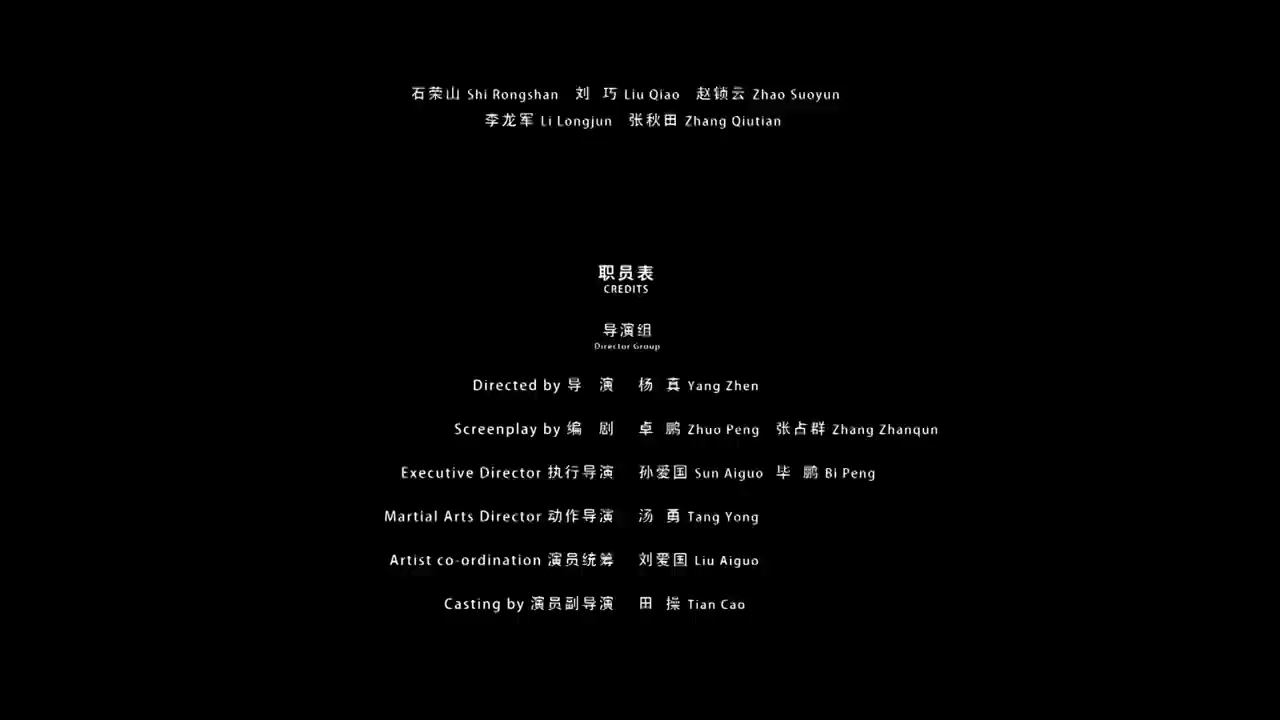 石荣山 Shi Rongshan 刘 巧 Liu Qiao 赵锁云 Zhao Suoyun
李龙军 Li Longjun 张秋田 Zhang Qiutian
职员表
CREDITS
导演组
Director Group
Directed by 导 演 杨 真 Yang Zhen
Screenplay by 编 剧 卓 鹏 Zhuo Peng 张占群 Zhang Zhanqun
Executive Director 执行导演 孙爱国 Sun Aiguo 毕 鹏 Bi Peng
Martial Arts Director 动作导演 汤 勇 Tang Yong
Artist co-ordination 演员统筹 刘爱国 Liu Aiguo
Casting by 演员副导演 田 操 Tian Cao